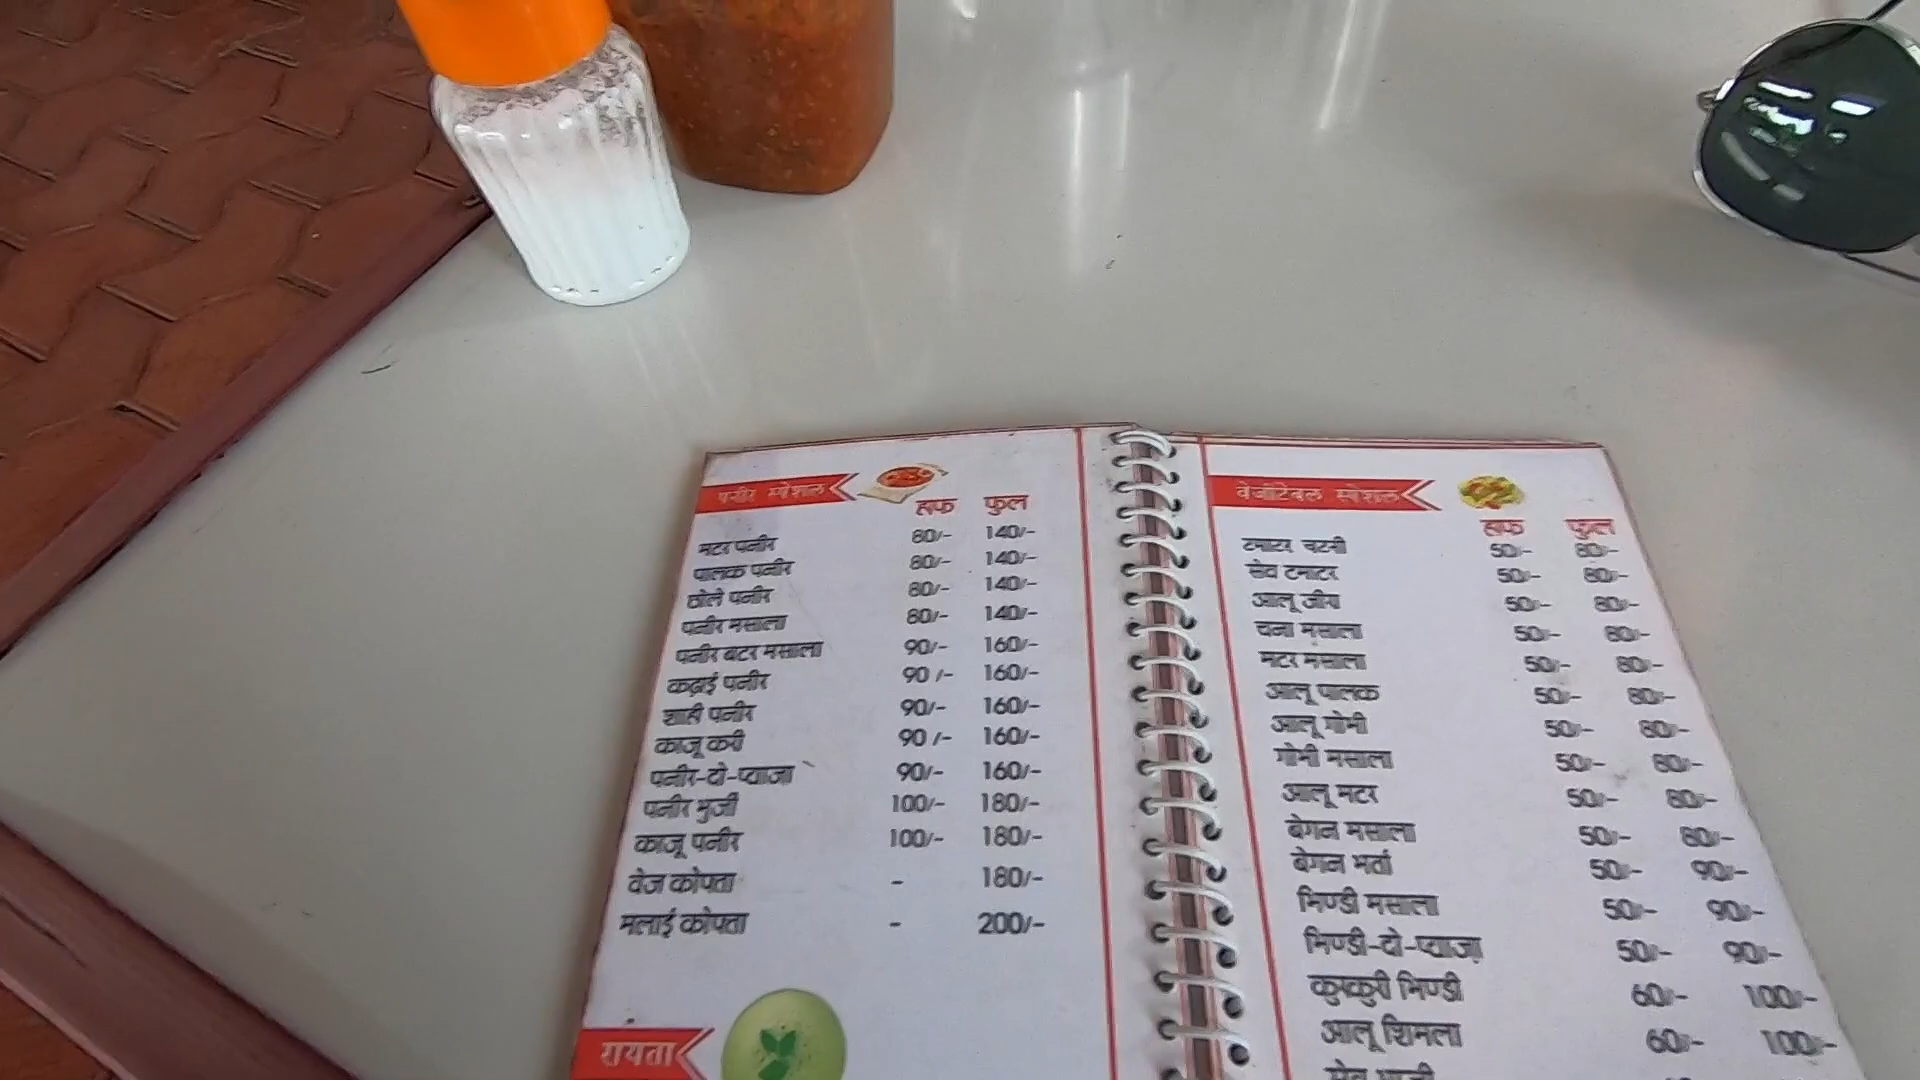 पनीर स्पेशल
हाफ फुल
मटर पनीर 80/- 140/-
पालक पनीर 80/- 140/-
छोले पनीर 80/- 140/-
पनीर मसाला 80/- 140/-
पनीर बटर मसाला 90/- 160/-
कढ़ाई पनीर 90 /- 160/-
शाही पनीर 90/- 160/-
काजू करी 90 /- 160/-
पनीर-दो-प्याजा 90/- 160/-
पनीर भुर्जी 100/- 180/-
काजू पनीर 100/- 180/-
वेज कोफ्ता - 180/-
मलाई कोफ्ता - 200/-
रायता
वेजीटेबल स्पेशल
हाफ फुल
टमाटर चटनी 50/- 80/-
सेव टमाटर 50/- 80/-
आलू जीरा 50/- 80/-
चना मसाला 50/- 80/-
मटर मसाला 50/- 80/-
आलू पालक 50/- 80/-
आलू गोभी 50/- 80/-
गोभी मसाला 50/- 80/-
आलू मटर 50/- 80/-
बैगन मसाला 50/- 80/-
बैगन भर्ता 50/- 90/-
भिण्डी मसाला 50/- 90/-
भिण्डी-दो-प्याजा 50/- 90/-
कुरकुरी भिण्डी 60/- 100/-
आलू शिमला 60/- 100/-